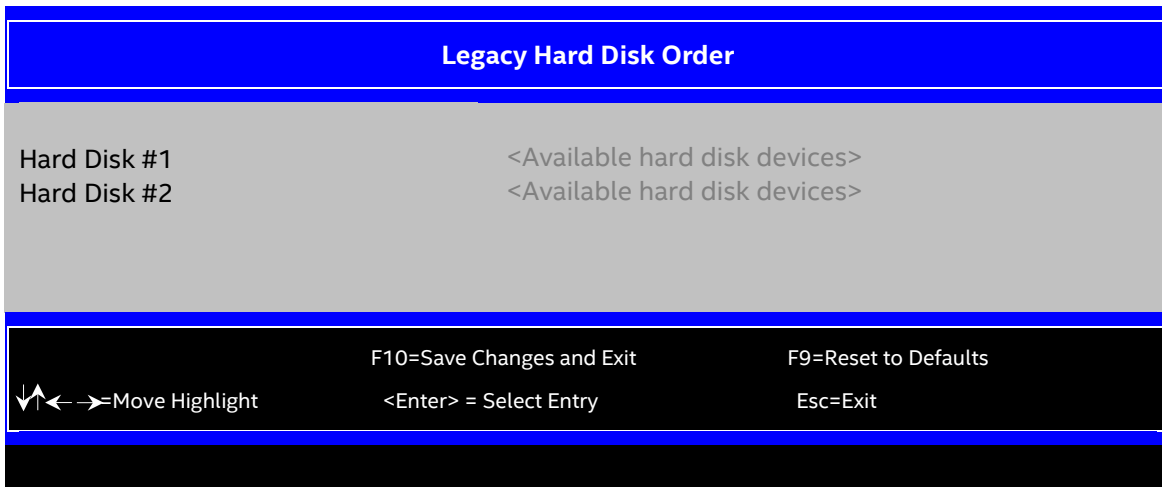 Legacy Hard Disk Order
Hard Disk #1 <Available hard disk devices>
Hard Disk #2 <Available hard disk devices>
F10=Save Changes and Exit F9=Reset to Defaults
↓↑←→=Move Highlight <Enter> = Select Entry Esc=Exit